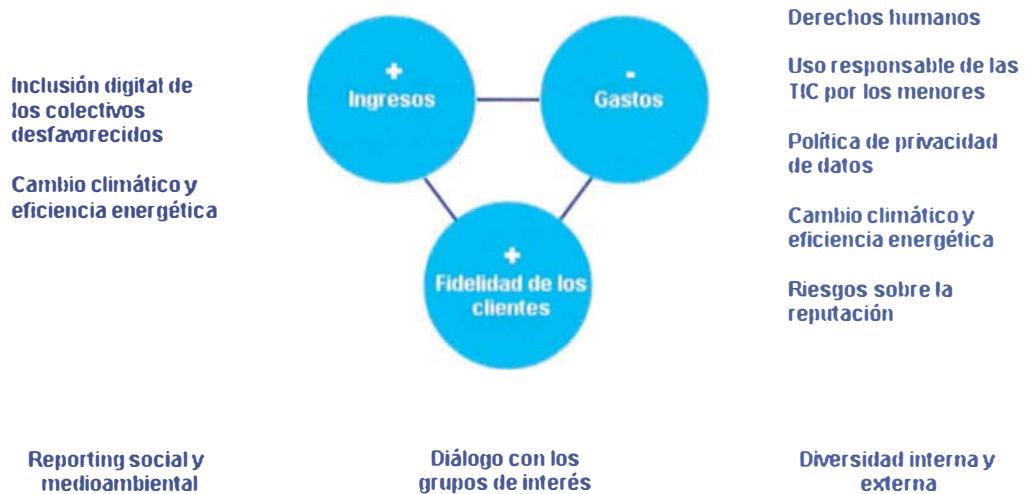 Inclusión digital de
los colectivos
desfavorecidos
Cambio climático y
eficiencia energética
+
Ingresos
-
Gastos
+
Fidelidad de los
clientes
Derechos humanos
Uso responsable de las
TIC por los menores
Política de privacidad
de datos
Cambio climático y
eficiencia energética
Riesgos sobre la
reputación
Reporting social y
medioambiental
Diálogo con los
grupos de interés
Diversidad interna y
externa